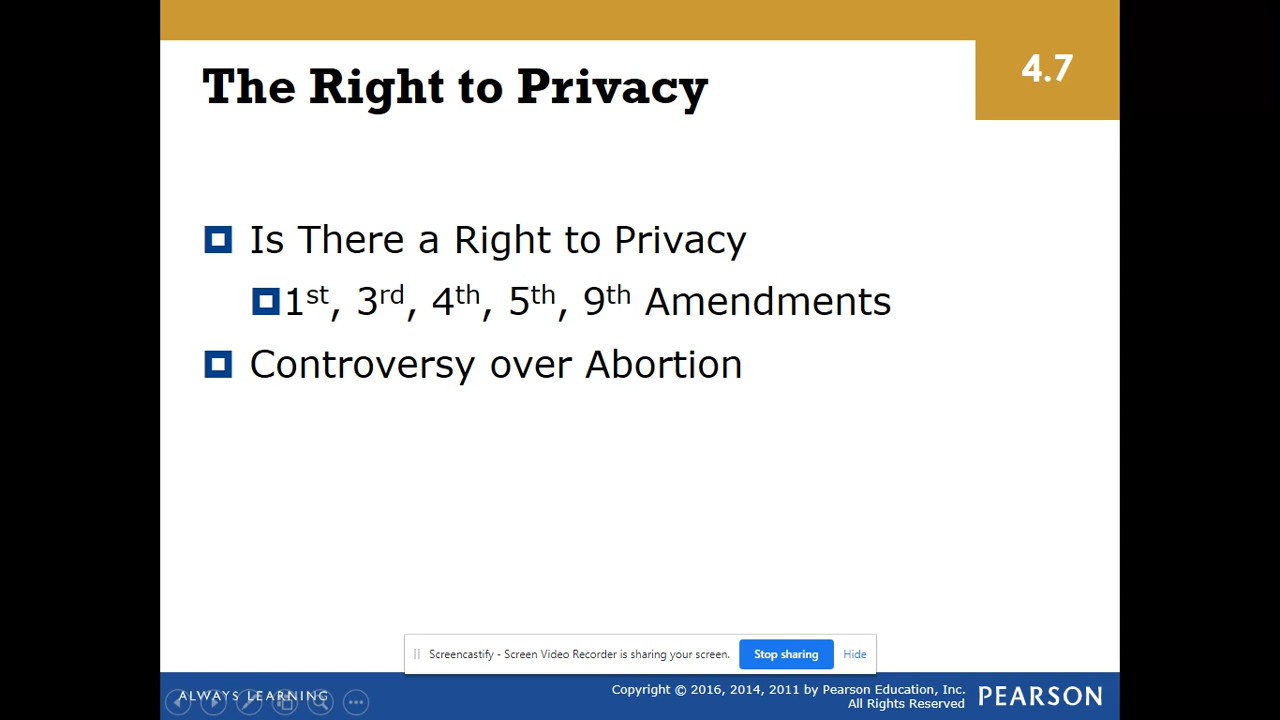 The Right to Privacy
4.7
Is There a Right to Privacy
1st, 3rd, 4th, 5th, 9th Amendments
Controversy over Abortion
Screencastify - Screen Video Recorder is sharing your screen.
Stop sharing
Hide
ALWAYS LEARNING
Copyright © 2016, 2014, 2011 by Pearson Education, Inc.
All Rights Reserved
PEARSON